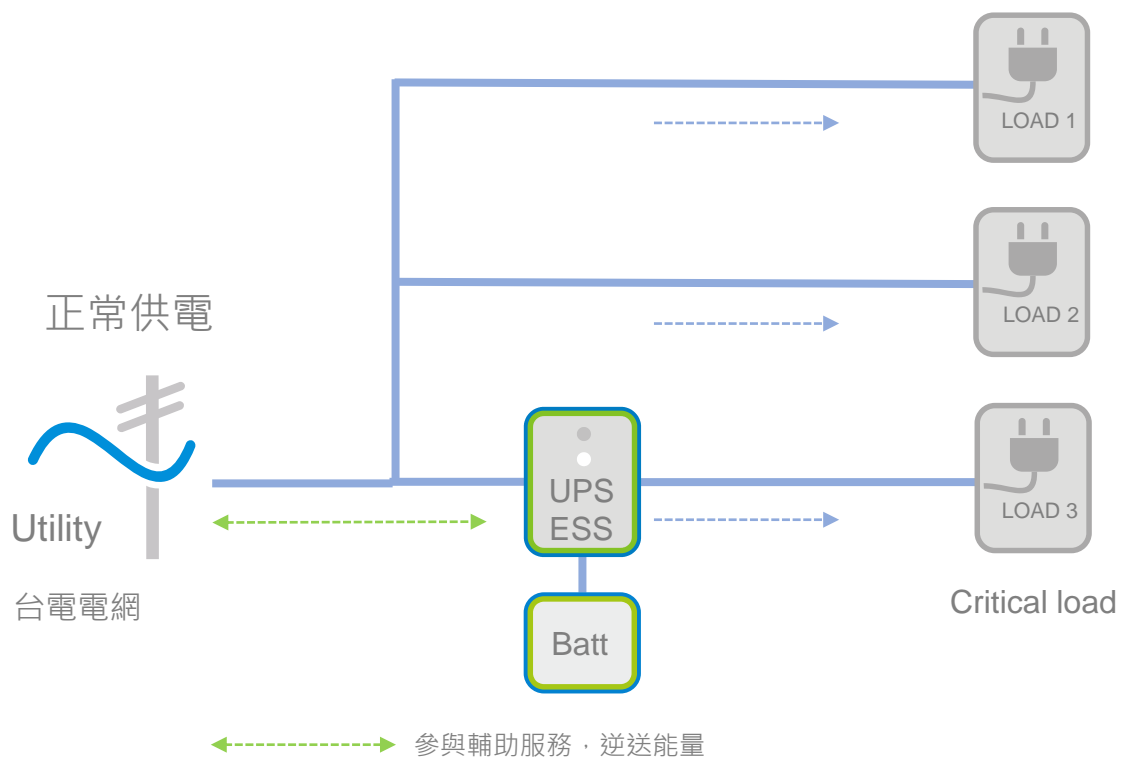 LOAD 1
LOAD 2
正常供電
UPS
ESS
LOAD 3
Utility
台電電網
Critical load
Batt
參與輔助服務，逆送能量